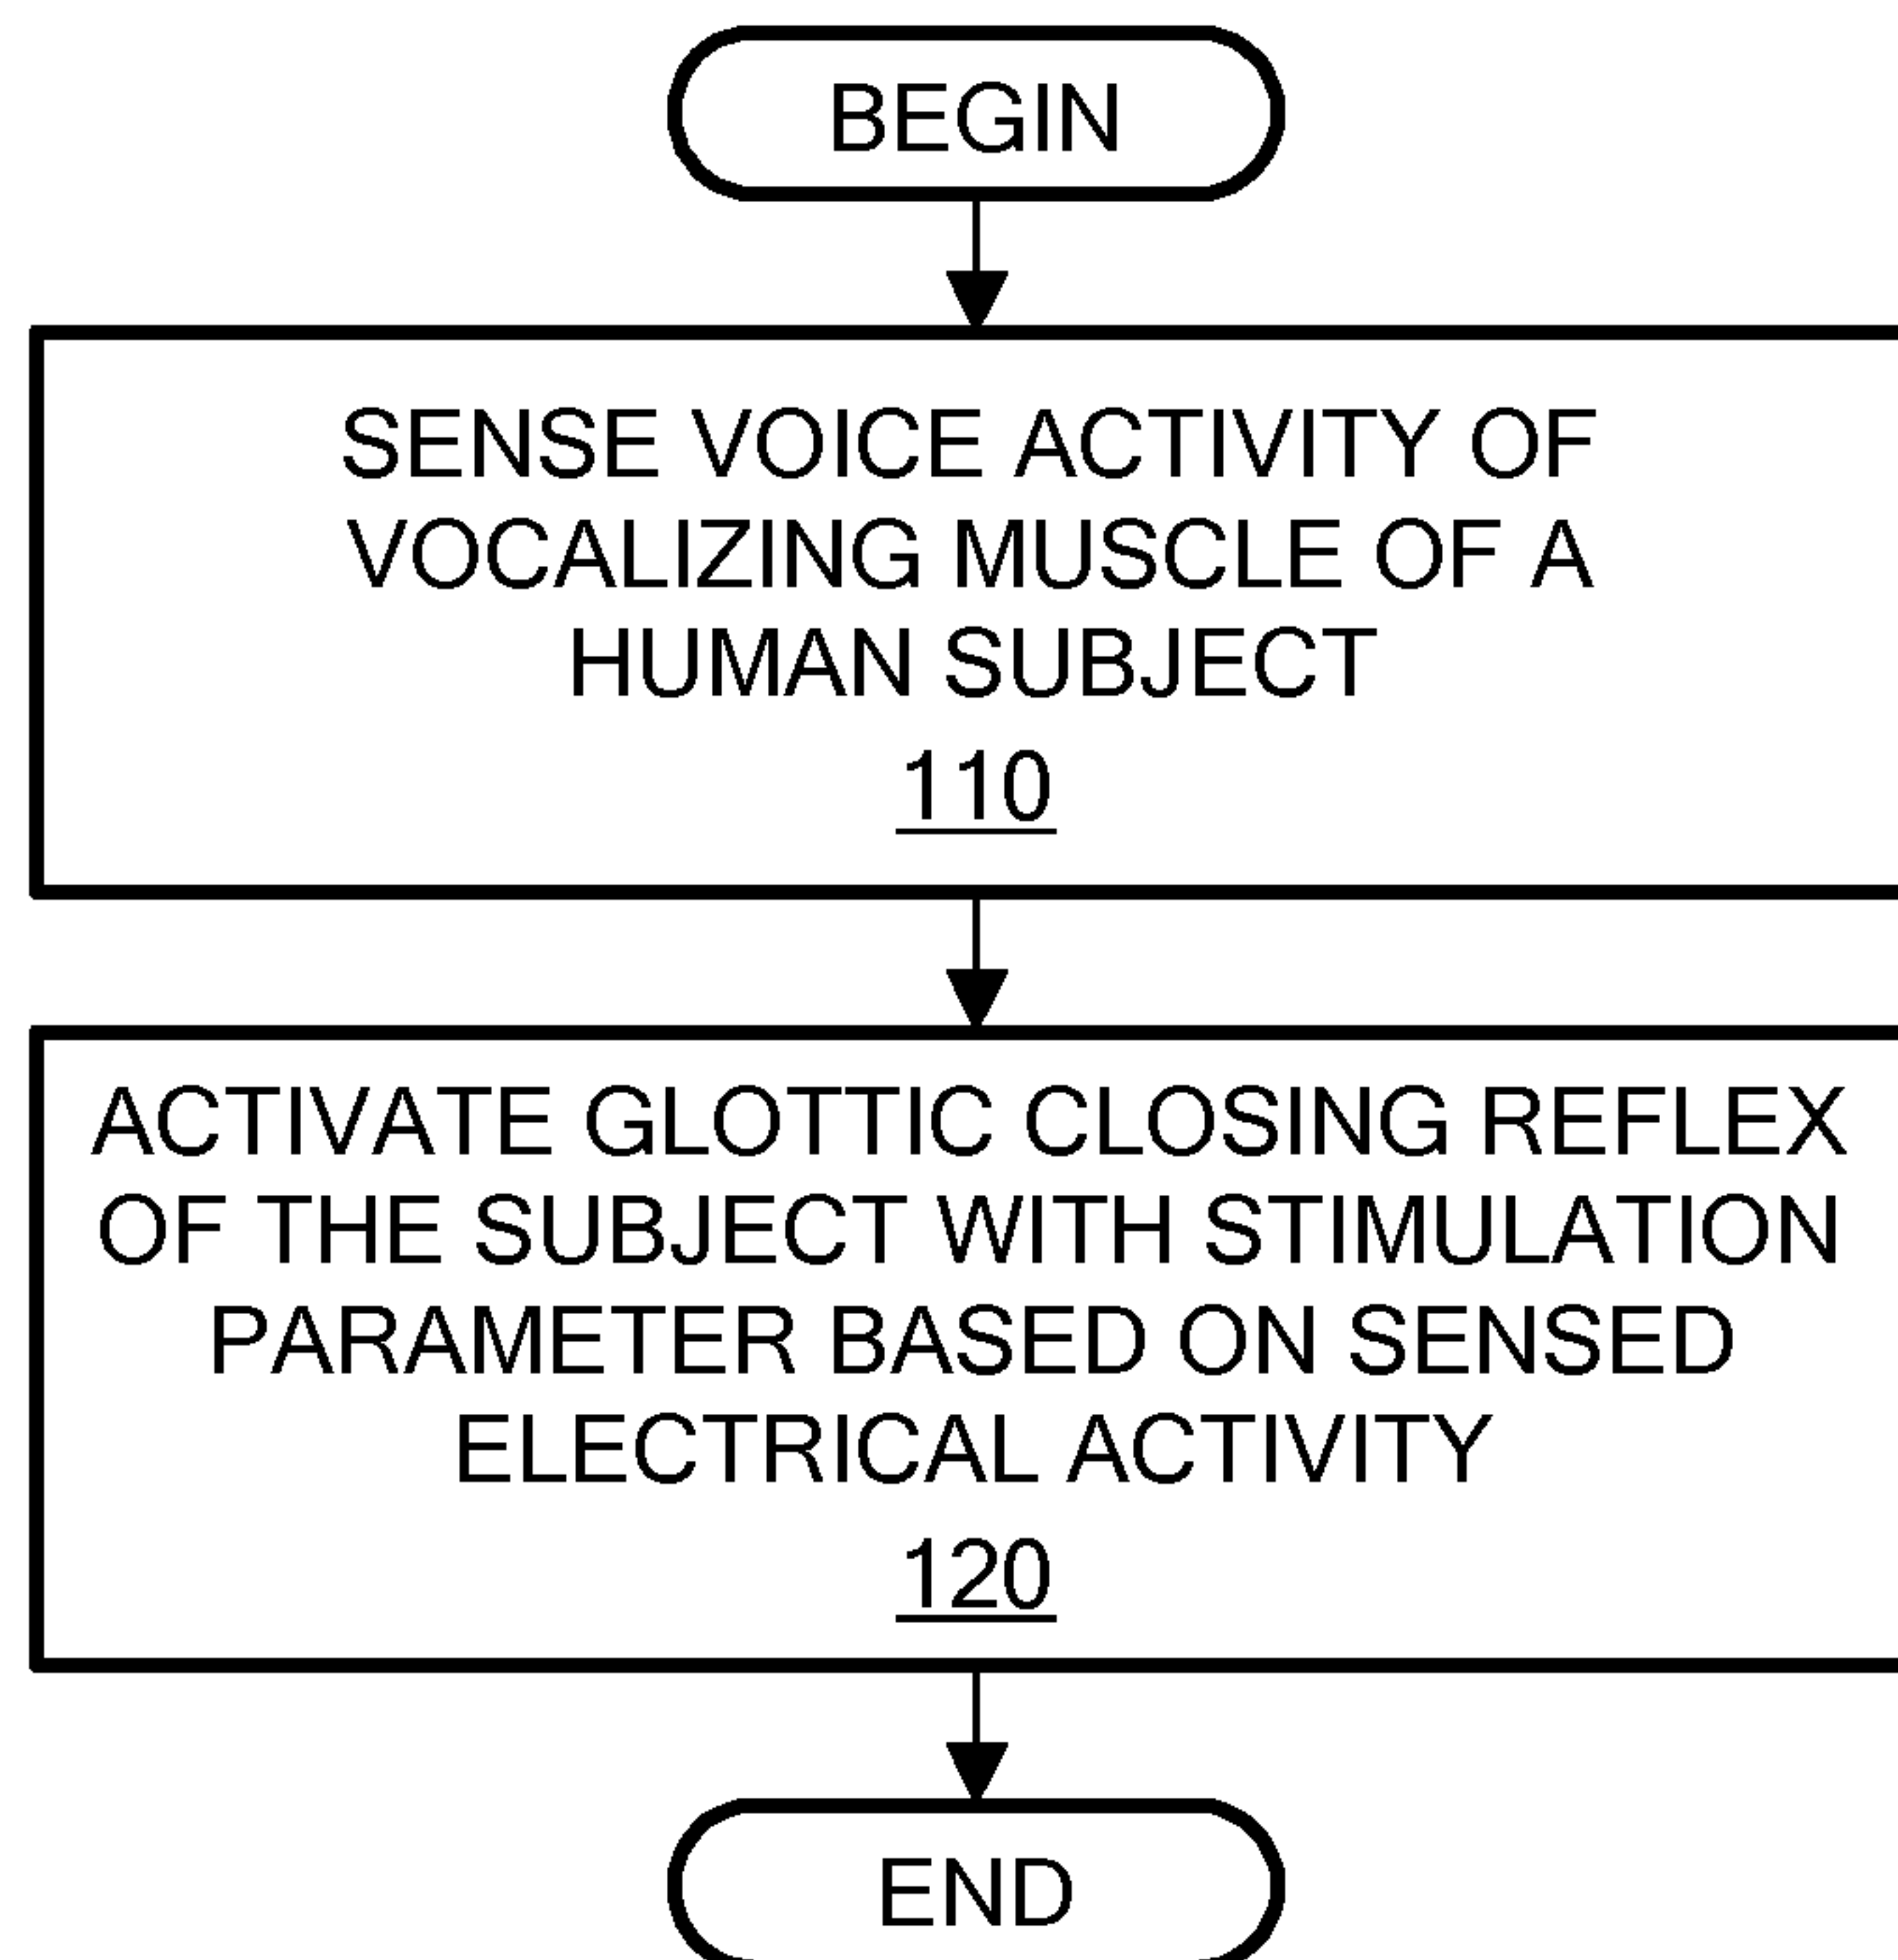 BEGIN
SENSE VOICE ACTIVITY OF
VOCALIZING MUSCLE OF A
HUMAN SUBJECT
110
ACTIVATE GLOTTIC CLOSING REFLEX
OF THE SUBJECT WITH STIMULATION
PARAMETER BASED ON SENSED
ELECTRICAL ACTIVITY
120
END